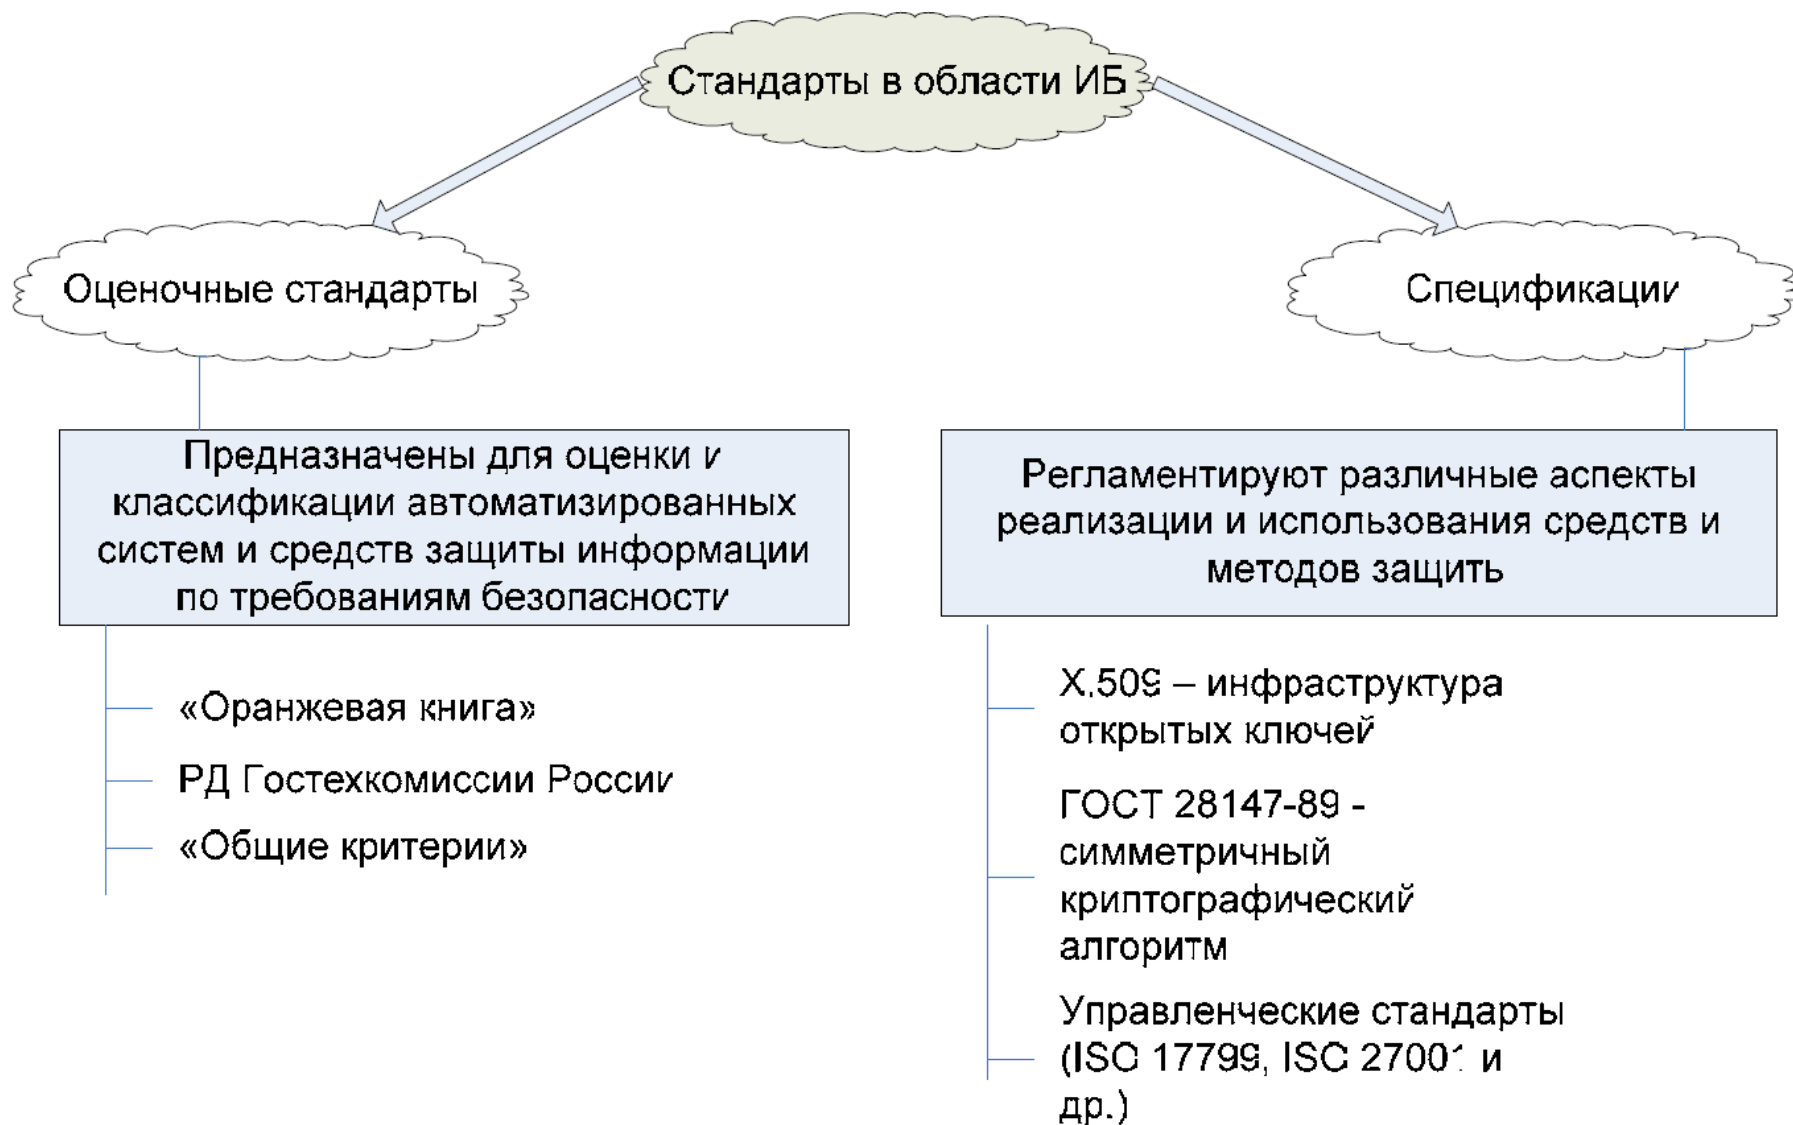 Стандарты в области ИБ
Оценочные стандарты
Спецификации
Предназначены для оценки и
классификации автоматизированных
систем и средств защиты информации
по требованиям безопасности
Регламентируют различные аспекты
реализации и использования средств и
методов защиты
«Оранжевая книга»
РД Гостехкомиссии России
«Общие критерии»
X.509 – инфраструктура
открытых ключей
ГОСТ 28147-89 -
симметричный
криптографический
алгоритм
Управленческие стандарты
(ISO 17799, ISO 27001 и
др.)